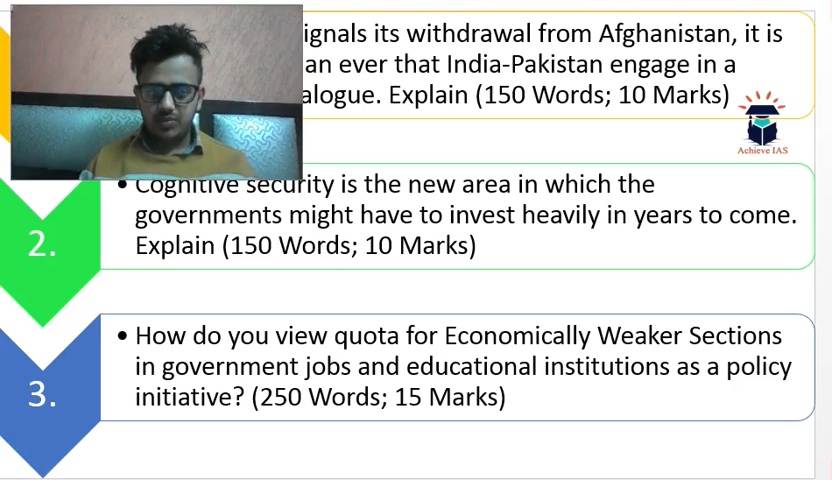 ignals its withdrawal from Afghanistan, it is
an ever that India-Pakistan engage in a
alogue. Explain (150 Words; 10 Marks)
Achieve IAS
2.
• Cognitive security is the new area in which the
governments might have to invest heavily in years to come.
Explain (150 Words; 10 Marks)
3.
• How do you view quota for Economically Weaker Sections
in government jobs and educational institutions as a policy
initiative? (250 Words; 15 Marks)